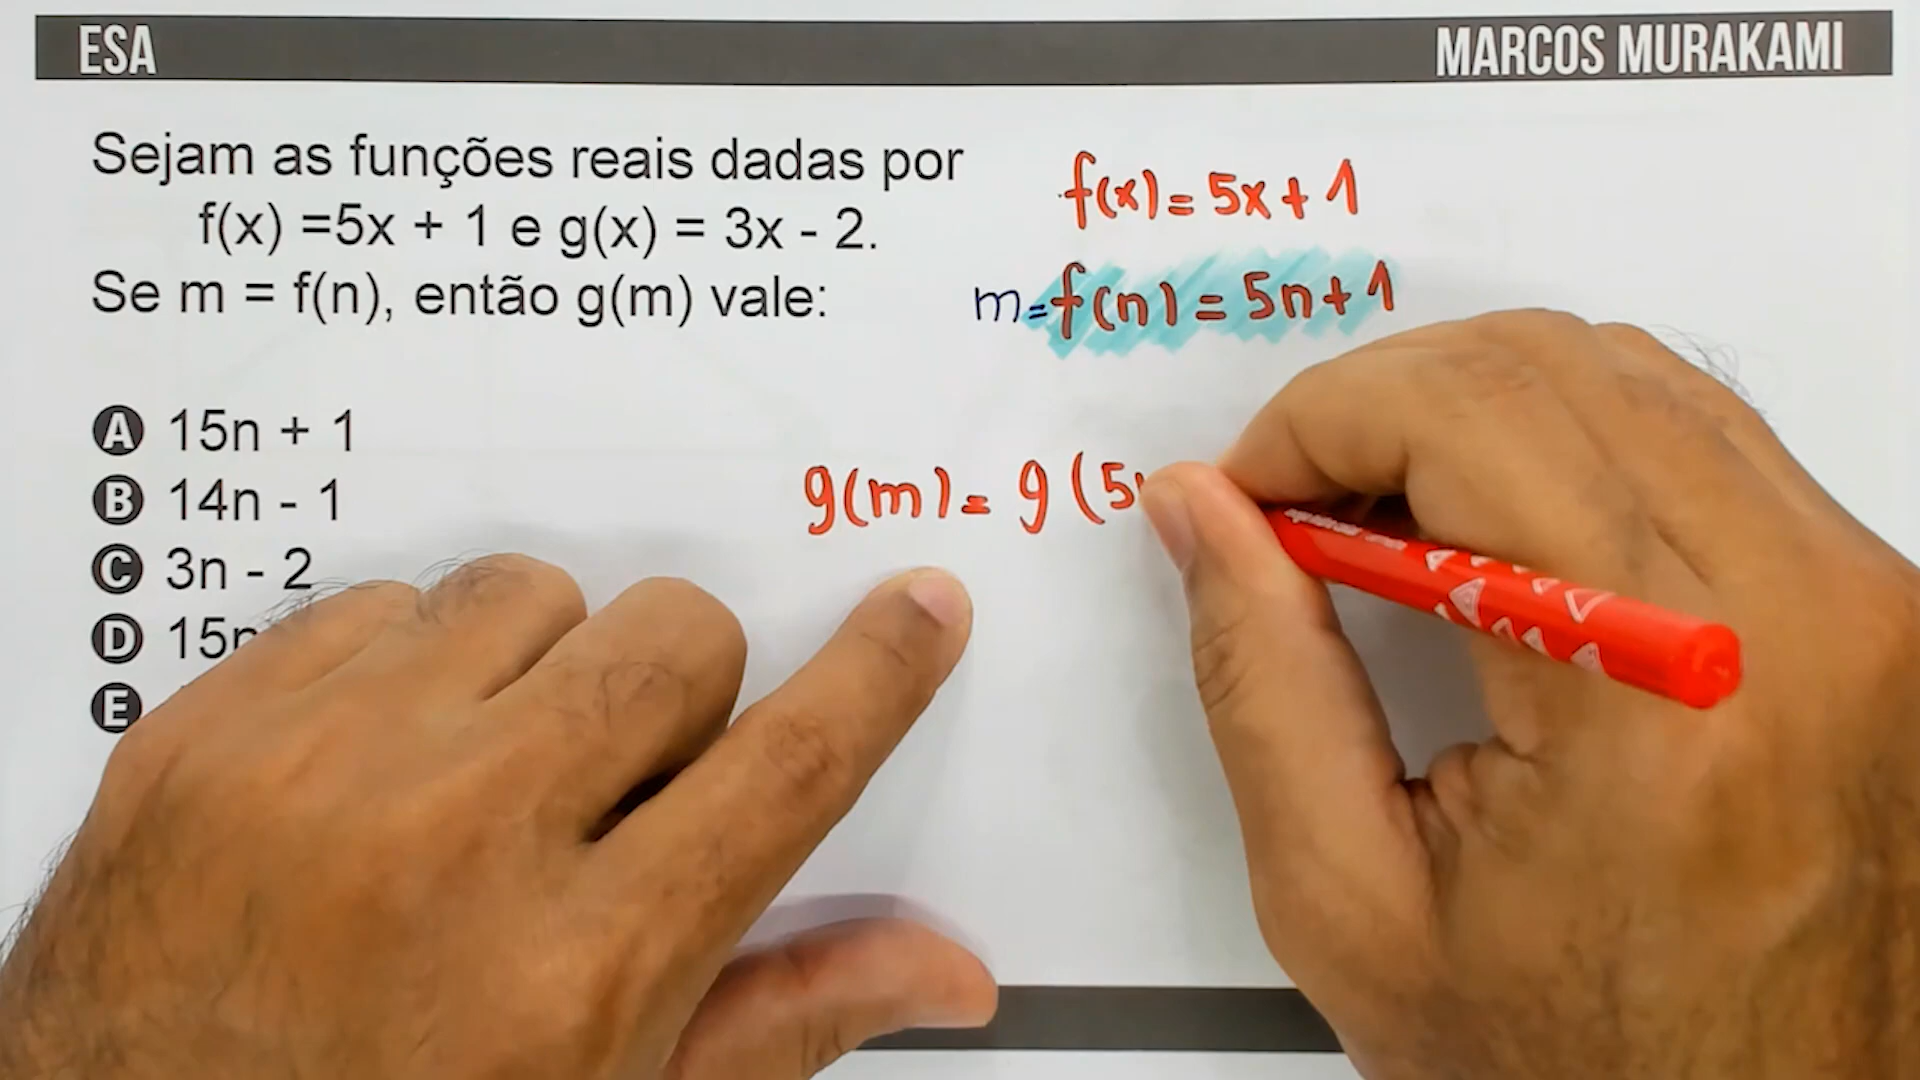 ESA
MARCOS MURAKAMI
Sejam as funções reais dadas por
f(x) =5x + 1 e g(x) = 3x - 2.
Se m = f(n), então g(m) vale:
A 15n + 1
B 14n - 1
C 3n - 2
D
E
f(x) = 5x + 1
m = f(n) = 5n + 1
g(m) = g (5